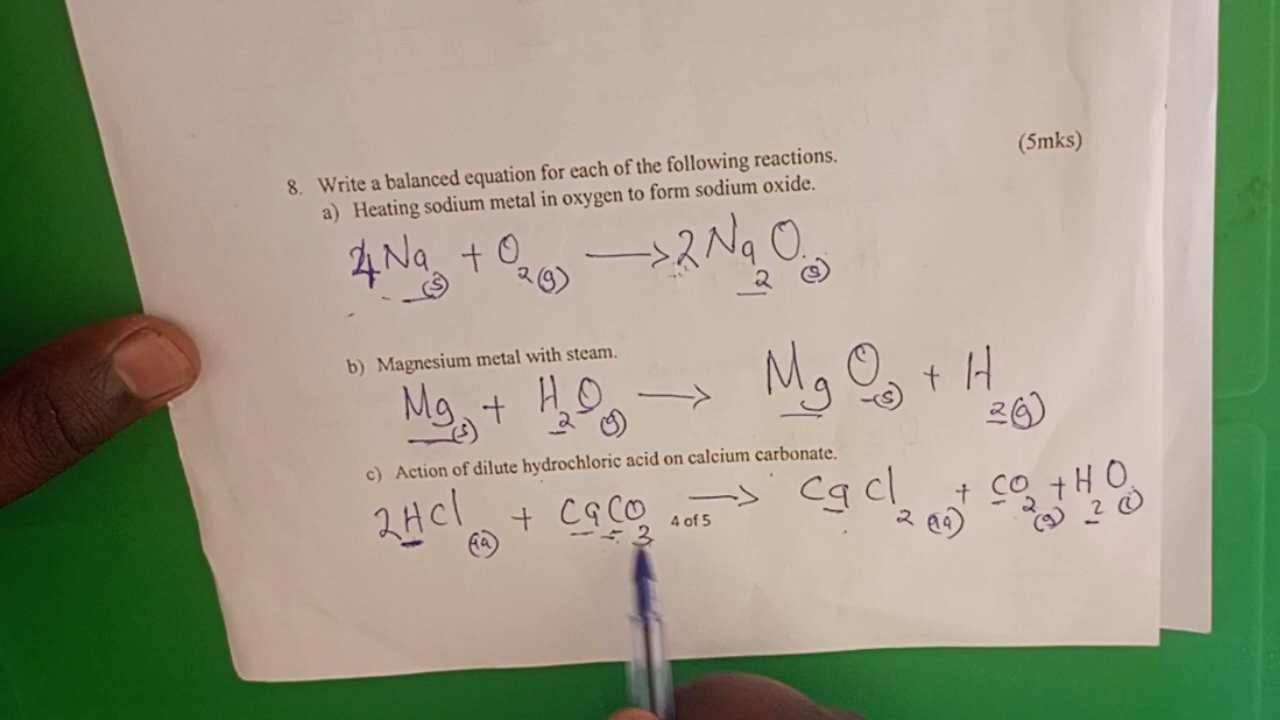 (5mks)
8. Write a balanced equation for each of the following reactions.
a) Heating sodium metal in oxygen to form sodium oxide.
4Na(s) + O2(g) → 2Na2O(s)
b) Magnesium metal with steam.
Mg(s) + H2O(g) → MgO(s) + H2(g)
c) Action of dilute hydrochloric acid on calcium carbonate.
2HCl(aq) + CaCO3 → CaCl2(aq) + CO2(g) + H2O(l)
4 of 5